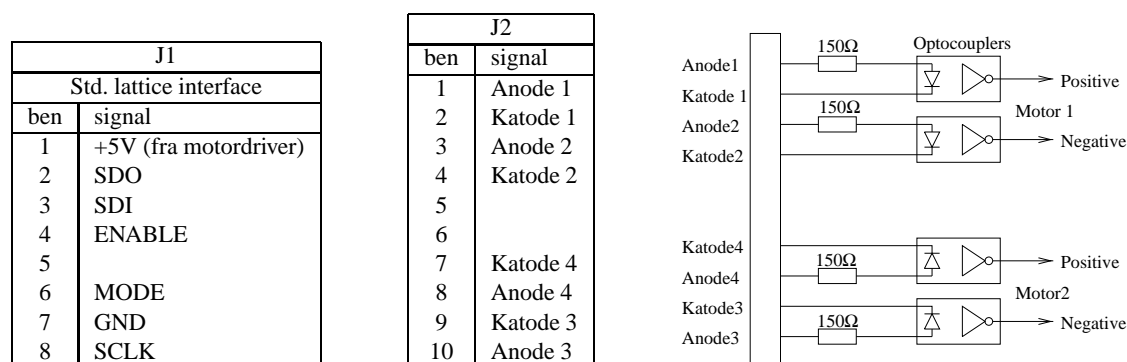 J1
Std. lattice interface
ben signal
1 +5V (fra motordriver)
2 SDO
3 SDI
4 ENABLE
5
6 MODE
7 GND
8 SCLK
J2
ben signal
1 Anode 1
2 Katode 1
3 Anode 2
4 Katode 2
5
6
7 Katode 4
8 Anode 4
9 Katode 3
10 Anode 3
150Ω Optocouplers
Anode1
Positive
Katode 1
150Ω
Motor 1
Anode2
Negative
Katode2
Katode4
150Ω
Positive
Anode4
Motor2
Katode3
150Ω
Negative
Anode3